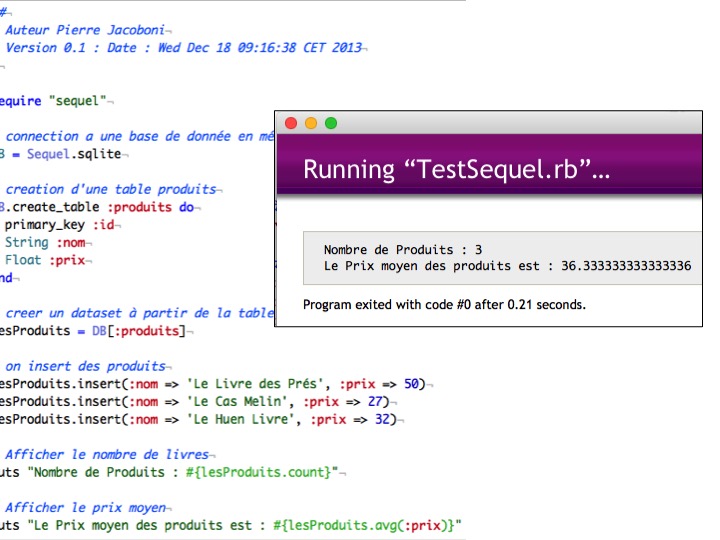 #
Auteur Pierre Jacoboni
Version 0.1 : Date : Wed Dec 18 09:16:38 CET 2013
equire "sequel"
connection a une base de donnée en mé
B = Sequel.sqlite
creation d'une table produits
B.create_table :produits do
primary_key :id
String :nom
Float :prix
nd
creer un dataset à partir de la table
esProduits = DB[:produits]
on insert des produits
esProduits.insert(:nom => 'Le Livre des Prés', :prix => 50)
esProduits.insert(:nom => 'Le Cas Melin', :prix => 27)
esProduits.insert(:nom => 'Le Huen Livre', :prix => 32)
Afficher le nombre de livres
uts "Nombre de Produits : #{lesProduits.count}"
Afficher le prix moyen
uts "Le Prix moyen des produits est : #{lesProduits.avg(:prix)}"
Running “TestSequel.rb”…
Nombre de Produits : 3
Le Prix moyen des produits est : 36.333333333333336
Program exited with code #0 after 0.21 seconds.